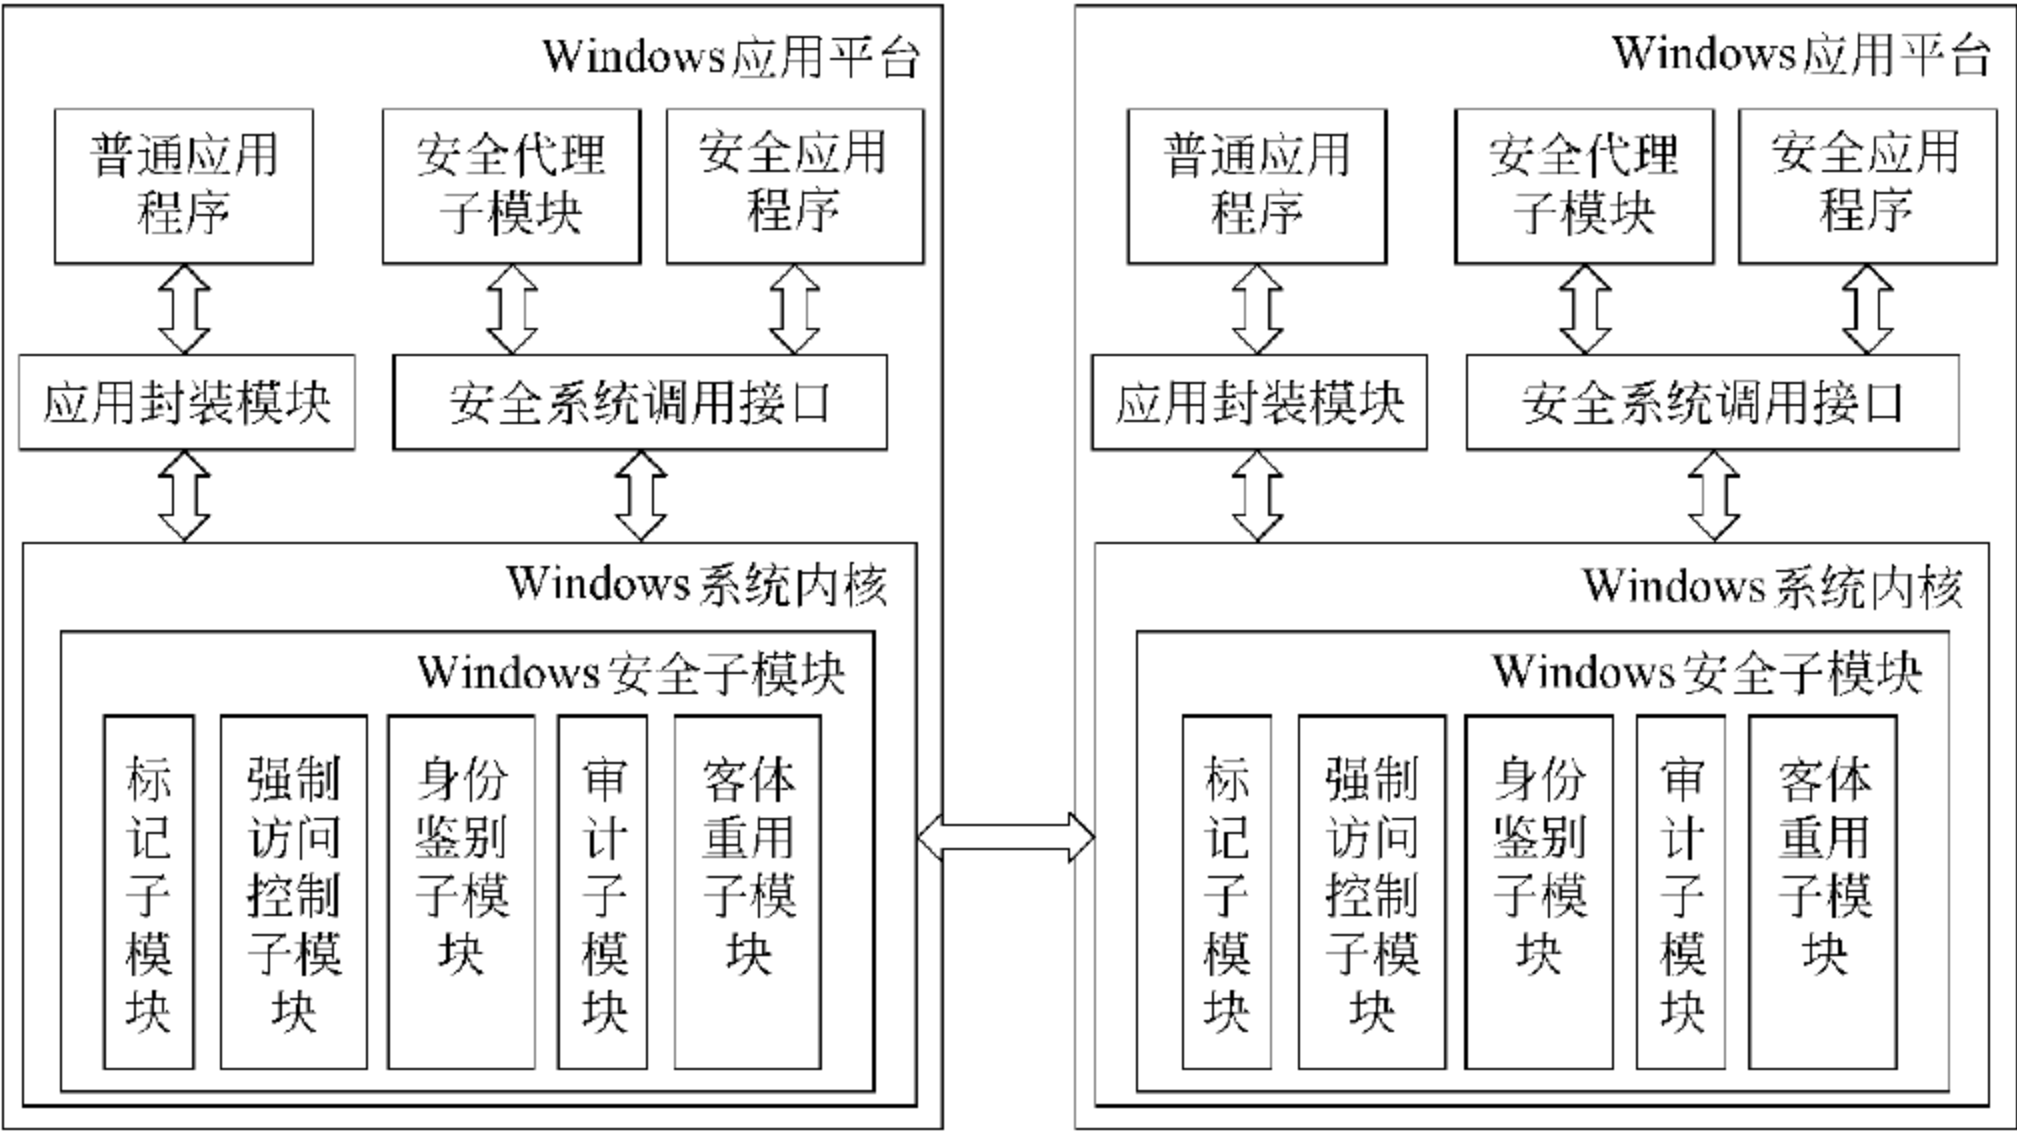 Windows应用平台
普通应用
程序
安全代理
子模块
安全应用
程序
应用封装模块
安全系统调用接口
Windows系统内核
Windows安全子模块
标
记
子
模
块
强制
访问
控制
子模
块
身份
鉴别
子模
块
审
计
子
模
块
客体
重用
子模
块
Windows应用平台
普通应用
程序
安全代理
子模块
安全应用
程序
应用封装模块
安全系统调用接口
Windows系统内核
Windows安全子模块
标
记
子
模
块
强制
访问
控制
子模
块
身份
鉴别
子模
块
审
计
子
模
块
客体
重用
子模
块